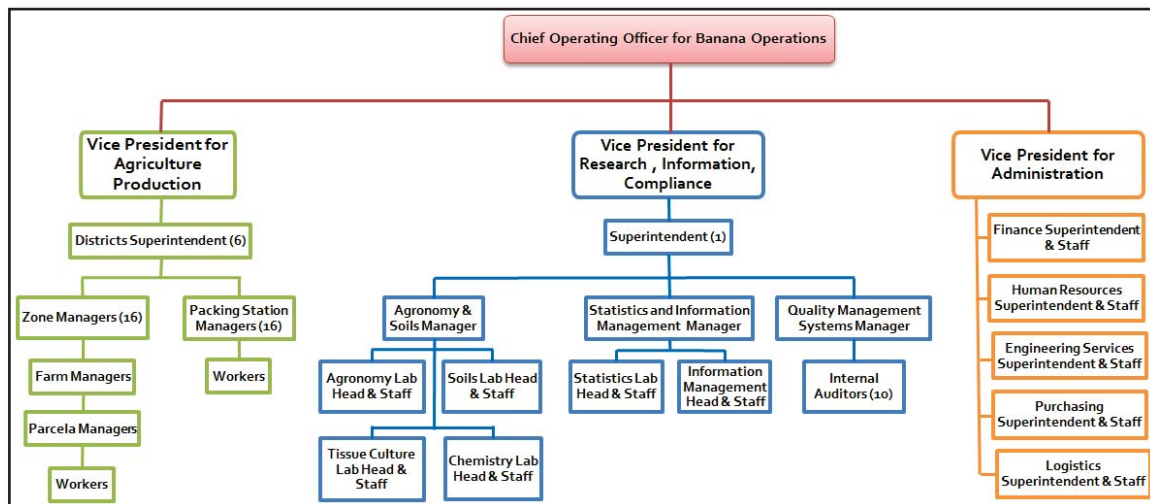 Chief Operating Officer for Banana Operations
Vice President for
Agriculture
Production
Vice President for
Research , Information,
Compliance
Vice President for
Administration
Districts Superintendent (6)
Superintendent (1)
Finance Superintendent
& Staff
Zone Managers (16)
Packing Station
Managers (16)
Agronomy &
Soils Manager
Statistics and Information
Management Manager
Quality Management
Systems Manager
Human Resources
Superintendent & Staff
Farm Managers
Workers
Agronomy Lab
Head & Staff
Soils Lab Head
& Staff
Statistics Lab
Head & Staff
Information
Management
Head & Staff
Internal
Auditors (10)
Engineering Services
Superintendent & Staff
Parcela Managers
Purchasing
Superintendent & Staff
Workers
Tissue Culture
Lab Head &
Staff
Chemistry Lab
Head & Staff
Logistics
Superintendent & Staff